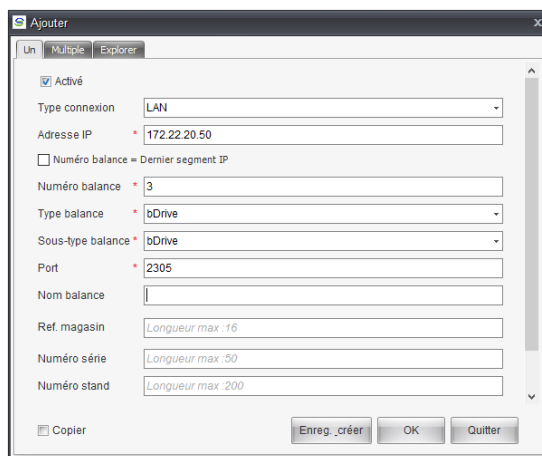 Ajouter
Un Multiple Explorer
Activé
Type connexion LAN
Adresse IP * 172.22.20.50
Numéro balance = Dernier segment IP
Numéro balance * 3
Type balance * bDrive
Sous-type balance * bDrive
Port * 2305
Nom balance
Ref. magasin Longueur max :16
Numéro série Longueur max :50
Numéro stand Longueur max :200
Copier Enreg. _créer OK Quitter